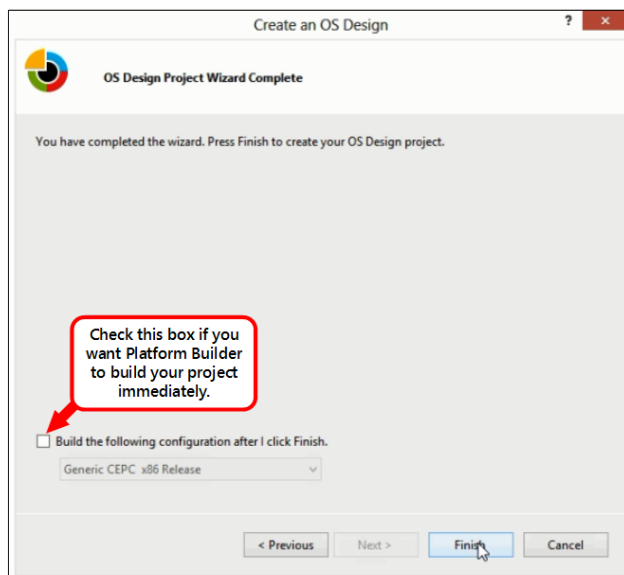 Create an OS Design
?
OS Design Project Wizard Complete
You have completed the wizard. Press Finish to create your OS Design project.
Check this box if you
want Platform Builder
to build your project
immediately.
Build the following configuration after I click Finish.
Generic CEPC x86 Release
< Previous
Next >
Finish
Cancel